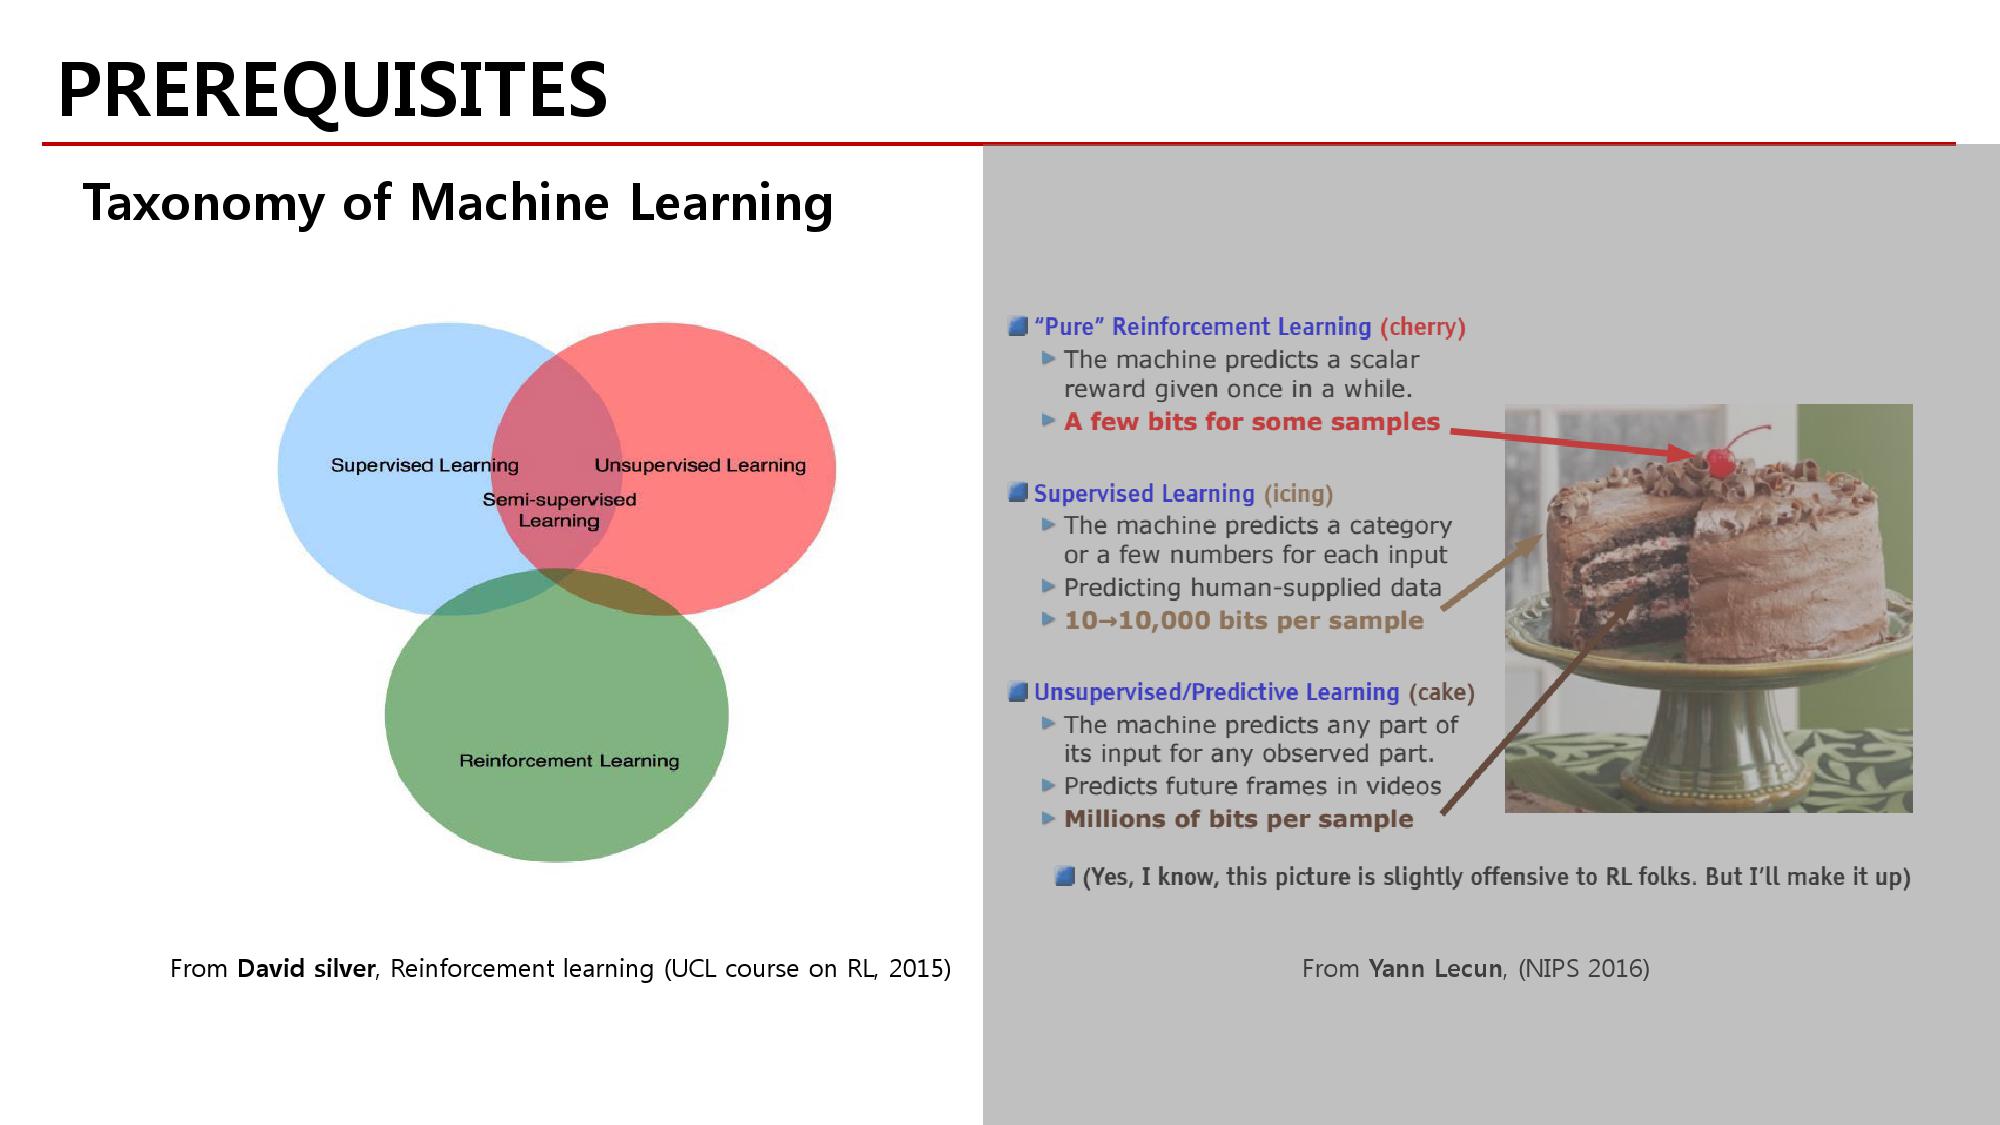 PREREQUISITES
Taxonomy of Machine Learning
Supervised Learning
Unsupervised Learning
Semi-supervised
Learning
Reinforcement Learning
From David silver, Reinforcement learning (UCL course on RL, 2015)
“Pure” Reinforcement Learning (cherry)
The machine predicts a scalar
reward given once in a while.
A few bits for some samples
Supervised Learning (icing)
The machine predicts a category
or a few numbers for each input
Predicting human-supplied data
10→10,000 bits per sample
Unsupervised/Predictive Learning (cake)
The machine predicts any part of
its input for any observed part.
Predicts future frames in videos
Millions of bits per sample
(Yes, I know, this picture is slightly offensive to RL folks. But I’ll make it up)
From Yann Lecun, (NIPS 2016)